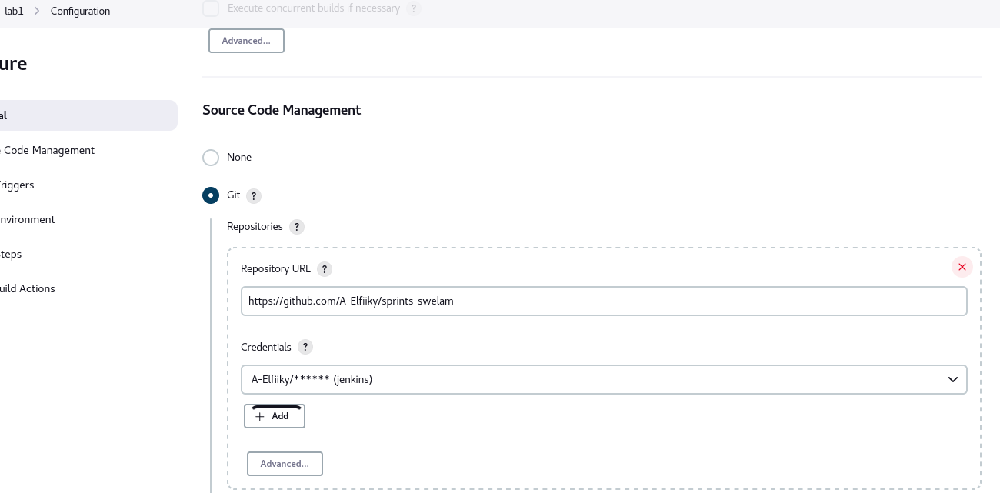 lab1 > Configuration
Execute concurrent builds if necessary ?
Advanced...
ure
al
Code Management
riggers
nvironment
teps
uild Actions
Source Code Management
None
Git ?
Repositories ?
Repository URL ?
https://github.com/A-Elfiiky/sprints-swelam
Credentials ?
A-Elfiiky/****** (jenkins)
+ Add
Advanced...